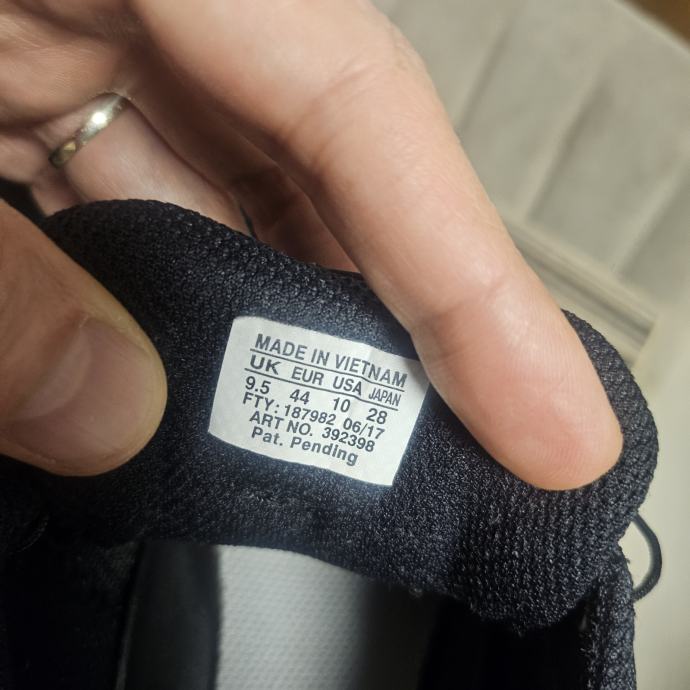 MADE IN VIETNAM
UK EUR USA JAPAN
9.5 44 10 28
FTY: 187982 06/17
ART NO. 392398
Pat. Pending